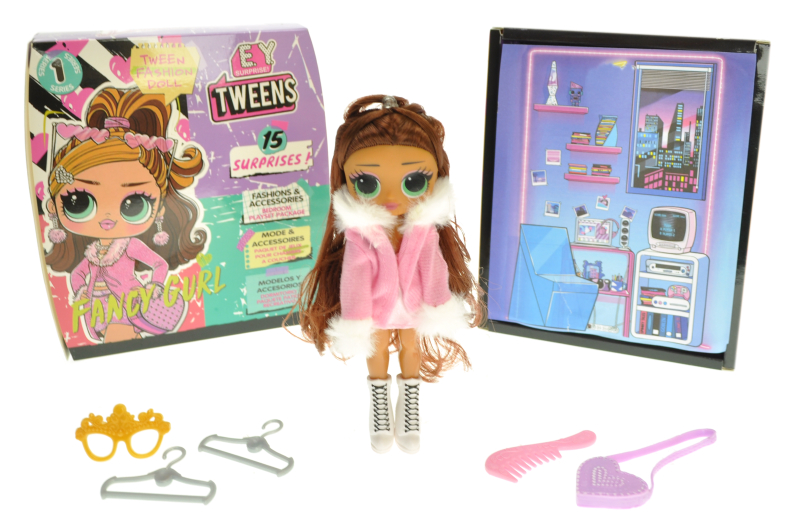 1
SERIES
TWEEN
FASHION
DOLL
E.Y
SURPRISE!
TWEENS
15
SURPRISES!
FASHIONS &
ACCESSORIES
BEDROOM
PLAYSET PACKAGE
MODE &
ACCESSOIRES
MODELOS Y
ACCESORIOS
FANCY GURL